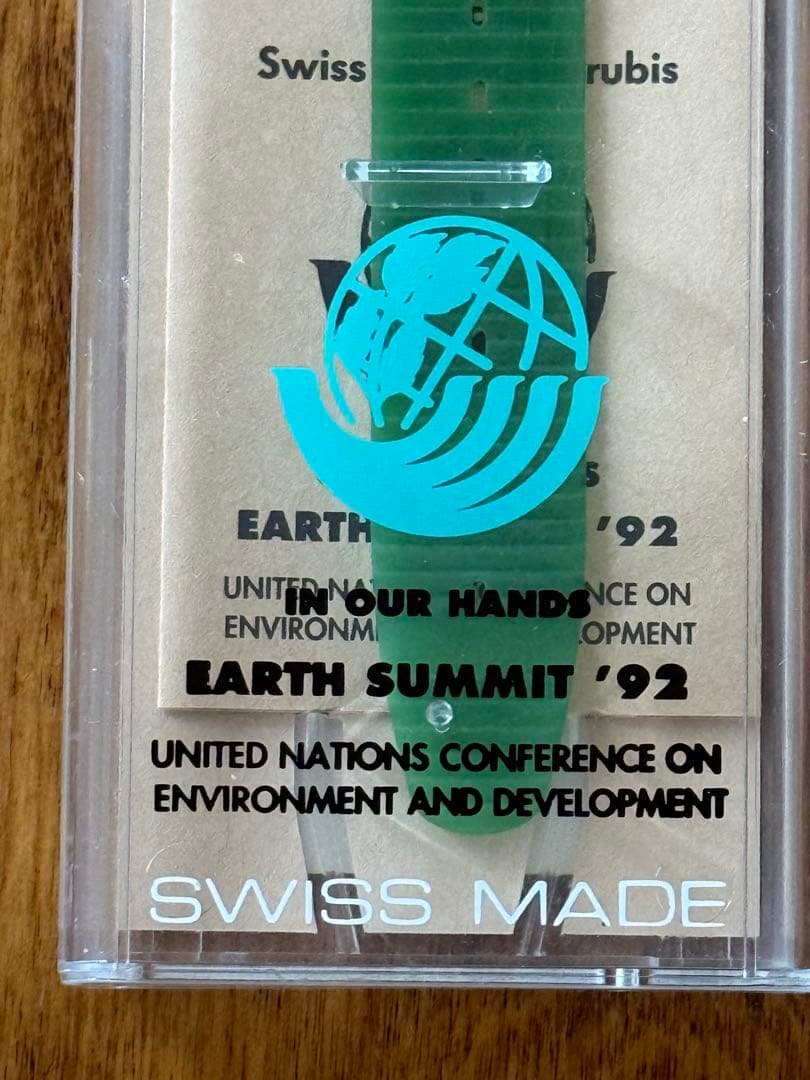 Swiss rubis
S
EARTH '92
UNITED NA NCE ON
ENVIRONM OPMENT
IN OUR HANDS
EARTH SUMMIT '92
UNITED NATIONS CONFERENCE ON
ENVIRONMENT AND DEVELOPMENT
SWISS MADE